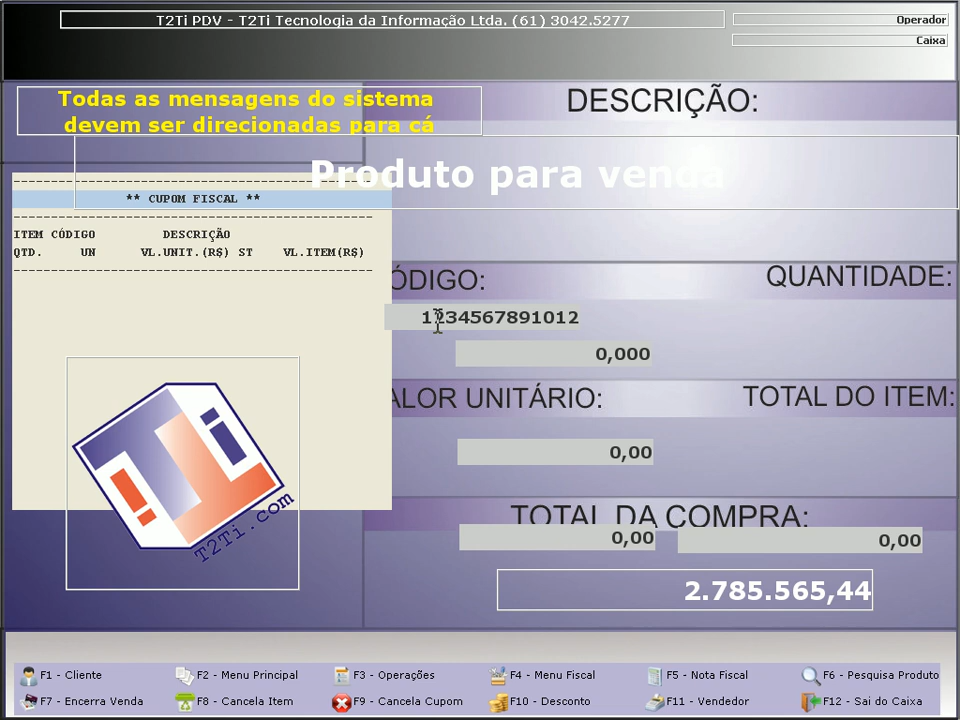 T2Ti PDV - T2Ti Tecnologia da Informação Ltda. (61) 3042.5277
Operador
Caixa
Todas as mensagens do sistema
devem ser direcionadas para cá
DESCRIÇÃO:
Produto para venda
** CUPOM FISCAL **
ITEM CÓDIGO DESCRIÇÃO
QTD. UN VL.UNIT.(R$) ST VL.ITEM(R$)
ÓDIGO:
QUANTIDADE:
1234567891012
0,000
ALOR UNITÁRIO:
TOTAL DO ITEM:
0,00
TOTAL DA COMPRA:
0,00
0,00
2.785.565,44
T2Ti
T2Ti.com
F1 - Cliente
F2 - Menu Principal
F3 - Operações
F4 - Menu Fiscal
F5 - Nota Fiscal
F6 - Pesquisa Produto
F7 - Encerra Venda
F8 - Cancela Item
F9 - Cancela Cupom
F10 - Desconto
F11 - Vendedor
F12 - Sai do Caixa